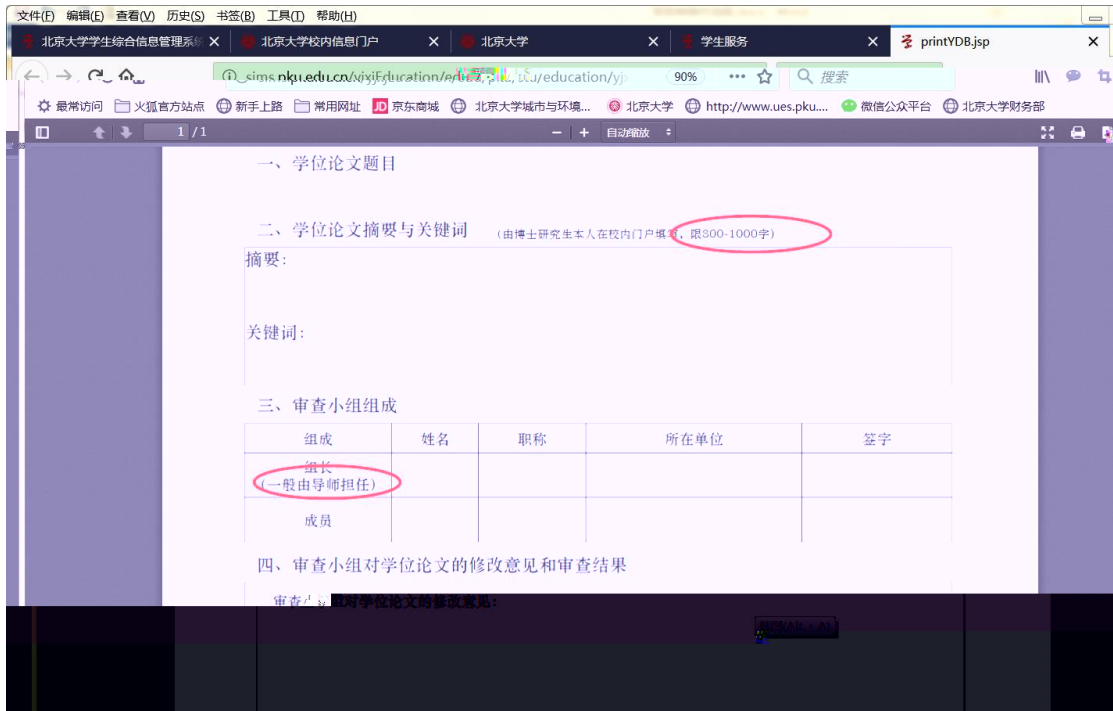 文件(F) 编辑(E) 查看(V) 历史(S) 书签(B) 工具(T) 帮助(H)
北京大学学生综合信息管理系统 北京大学校内信息门户 北京大学 学生服务 printYDB.jsp
90% 搜索
最常访问 火狐官方站点 新手上路 常用网址 JD 京东商城 北京大学城市与环境... 北京大学 http://www.ues.pku.... 微信公众平台 北京大学财务部
1 / 1 自动缩放
一、学位论文题目
二、学位论文摘要与关键词 (由博士研究生本人在校内门户填写, 限800-1000字)
摘要:
关键词:
三、审查小组组成
组成 姓名 职称 所在单位 签字
组长
(一般由导师担任)
成员
四、审查小组对学位论文的修改意见和审查结果
审查小组对学位论文的修改意见: